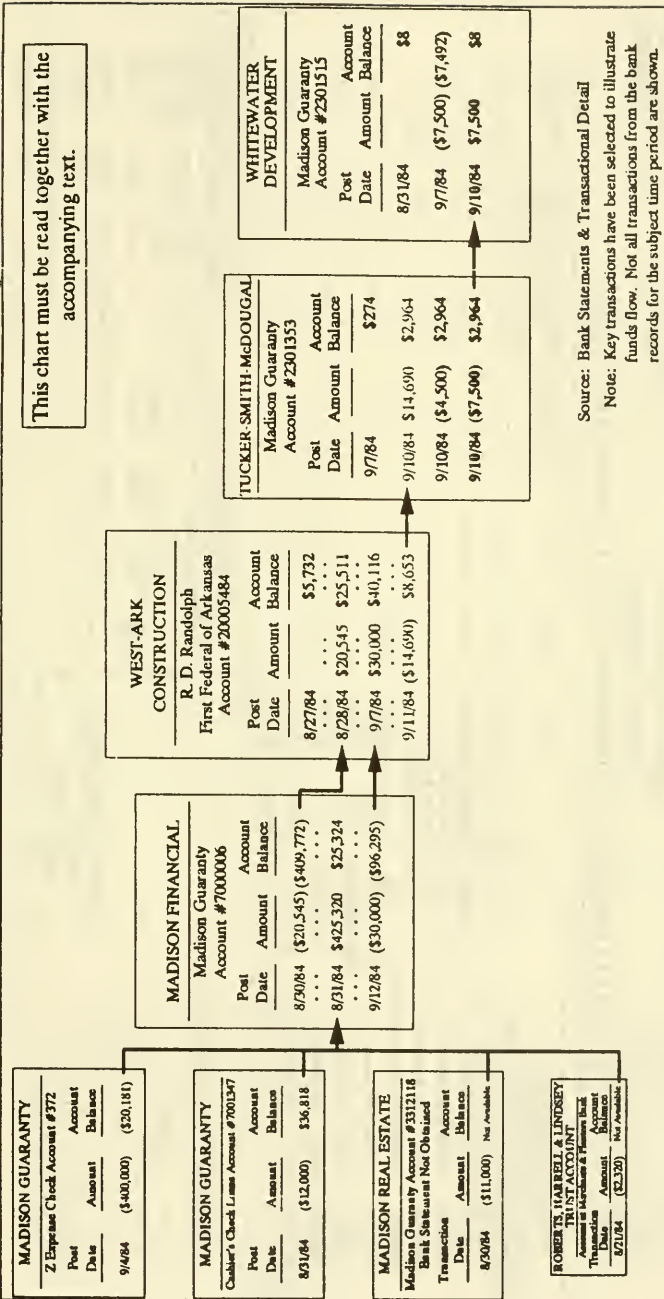 This chart must be read together with the
accompanying text.
MADISON GUARANTY
Z Expense Check Account #372
Post Account
Date Amount Balance
9/4/84 ($400,000) ($20,181)
MADISON GUARANTY
Cashier's Check Loans Account #7001347
Post Account
Date Amount Balance
8/31/84 ($12,000) $36,818
MADISON REAL ESTATE
Madison Guaranty Account #3312118
Bank Statement Not Obtained
Transaction Account
Date Amount Balance
8/30/84 ($11,000) Not Available
ROBERTS, HARRELL & LINDSEY
TRUST ACCOUNT
Account at Merchants & Planters Bank
Transaction Account
Date Amount Balance
8/21/84 ($2,320) Not Available
MADISON FINANCIAL
Madison Guaranty
Account #7000006
Post Account
Date Amount Balance
8/30/84 ($20,545) ($409,772)
. . . . . . . . . .
8/31/84 $425,320 $25,324
. . . . . . . . . .
9/12/84 ($30,000) ($96,295)
WEST-ARK
CONSTRUCTION
R. D. Randolph
First Federal of Arkansas
Account #20005484
Post Account
Date Amount Balance
8/27/84 $5,732
. . . . . . . . . . .
8/28/84 $20,545 $25,511
. . . . . . . . . . .
9/7/84 $30,000 $40,116
. . . . . . . . . . .
9/11/84 ($14,690) $8,653
TUCKER-SMITH-McDOUGAL
Madison Guaranty
Account #2301353
Post Account
Date Amount Balance
9/7/84 $274
9/10/84 $14,690 $2,964
9/10/84 ($4,500) $2,964
9/10/84 ($7,500) $2,964
WHITEWATER
DEVELOPMENT
Madison Guaranty
Account #2301515
Post Account
Date Amount Balance
8/31/84 $8
9/7/84 ($7,500) ($7,492)
9/10/84 $7,500 $8
Source: Bank Statements & Transactional Detail
Note: Key transactions have been selected to illustrate
funds flow. Not all transactions from the bank
records for the subject time period are shown.